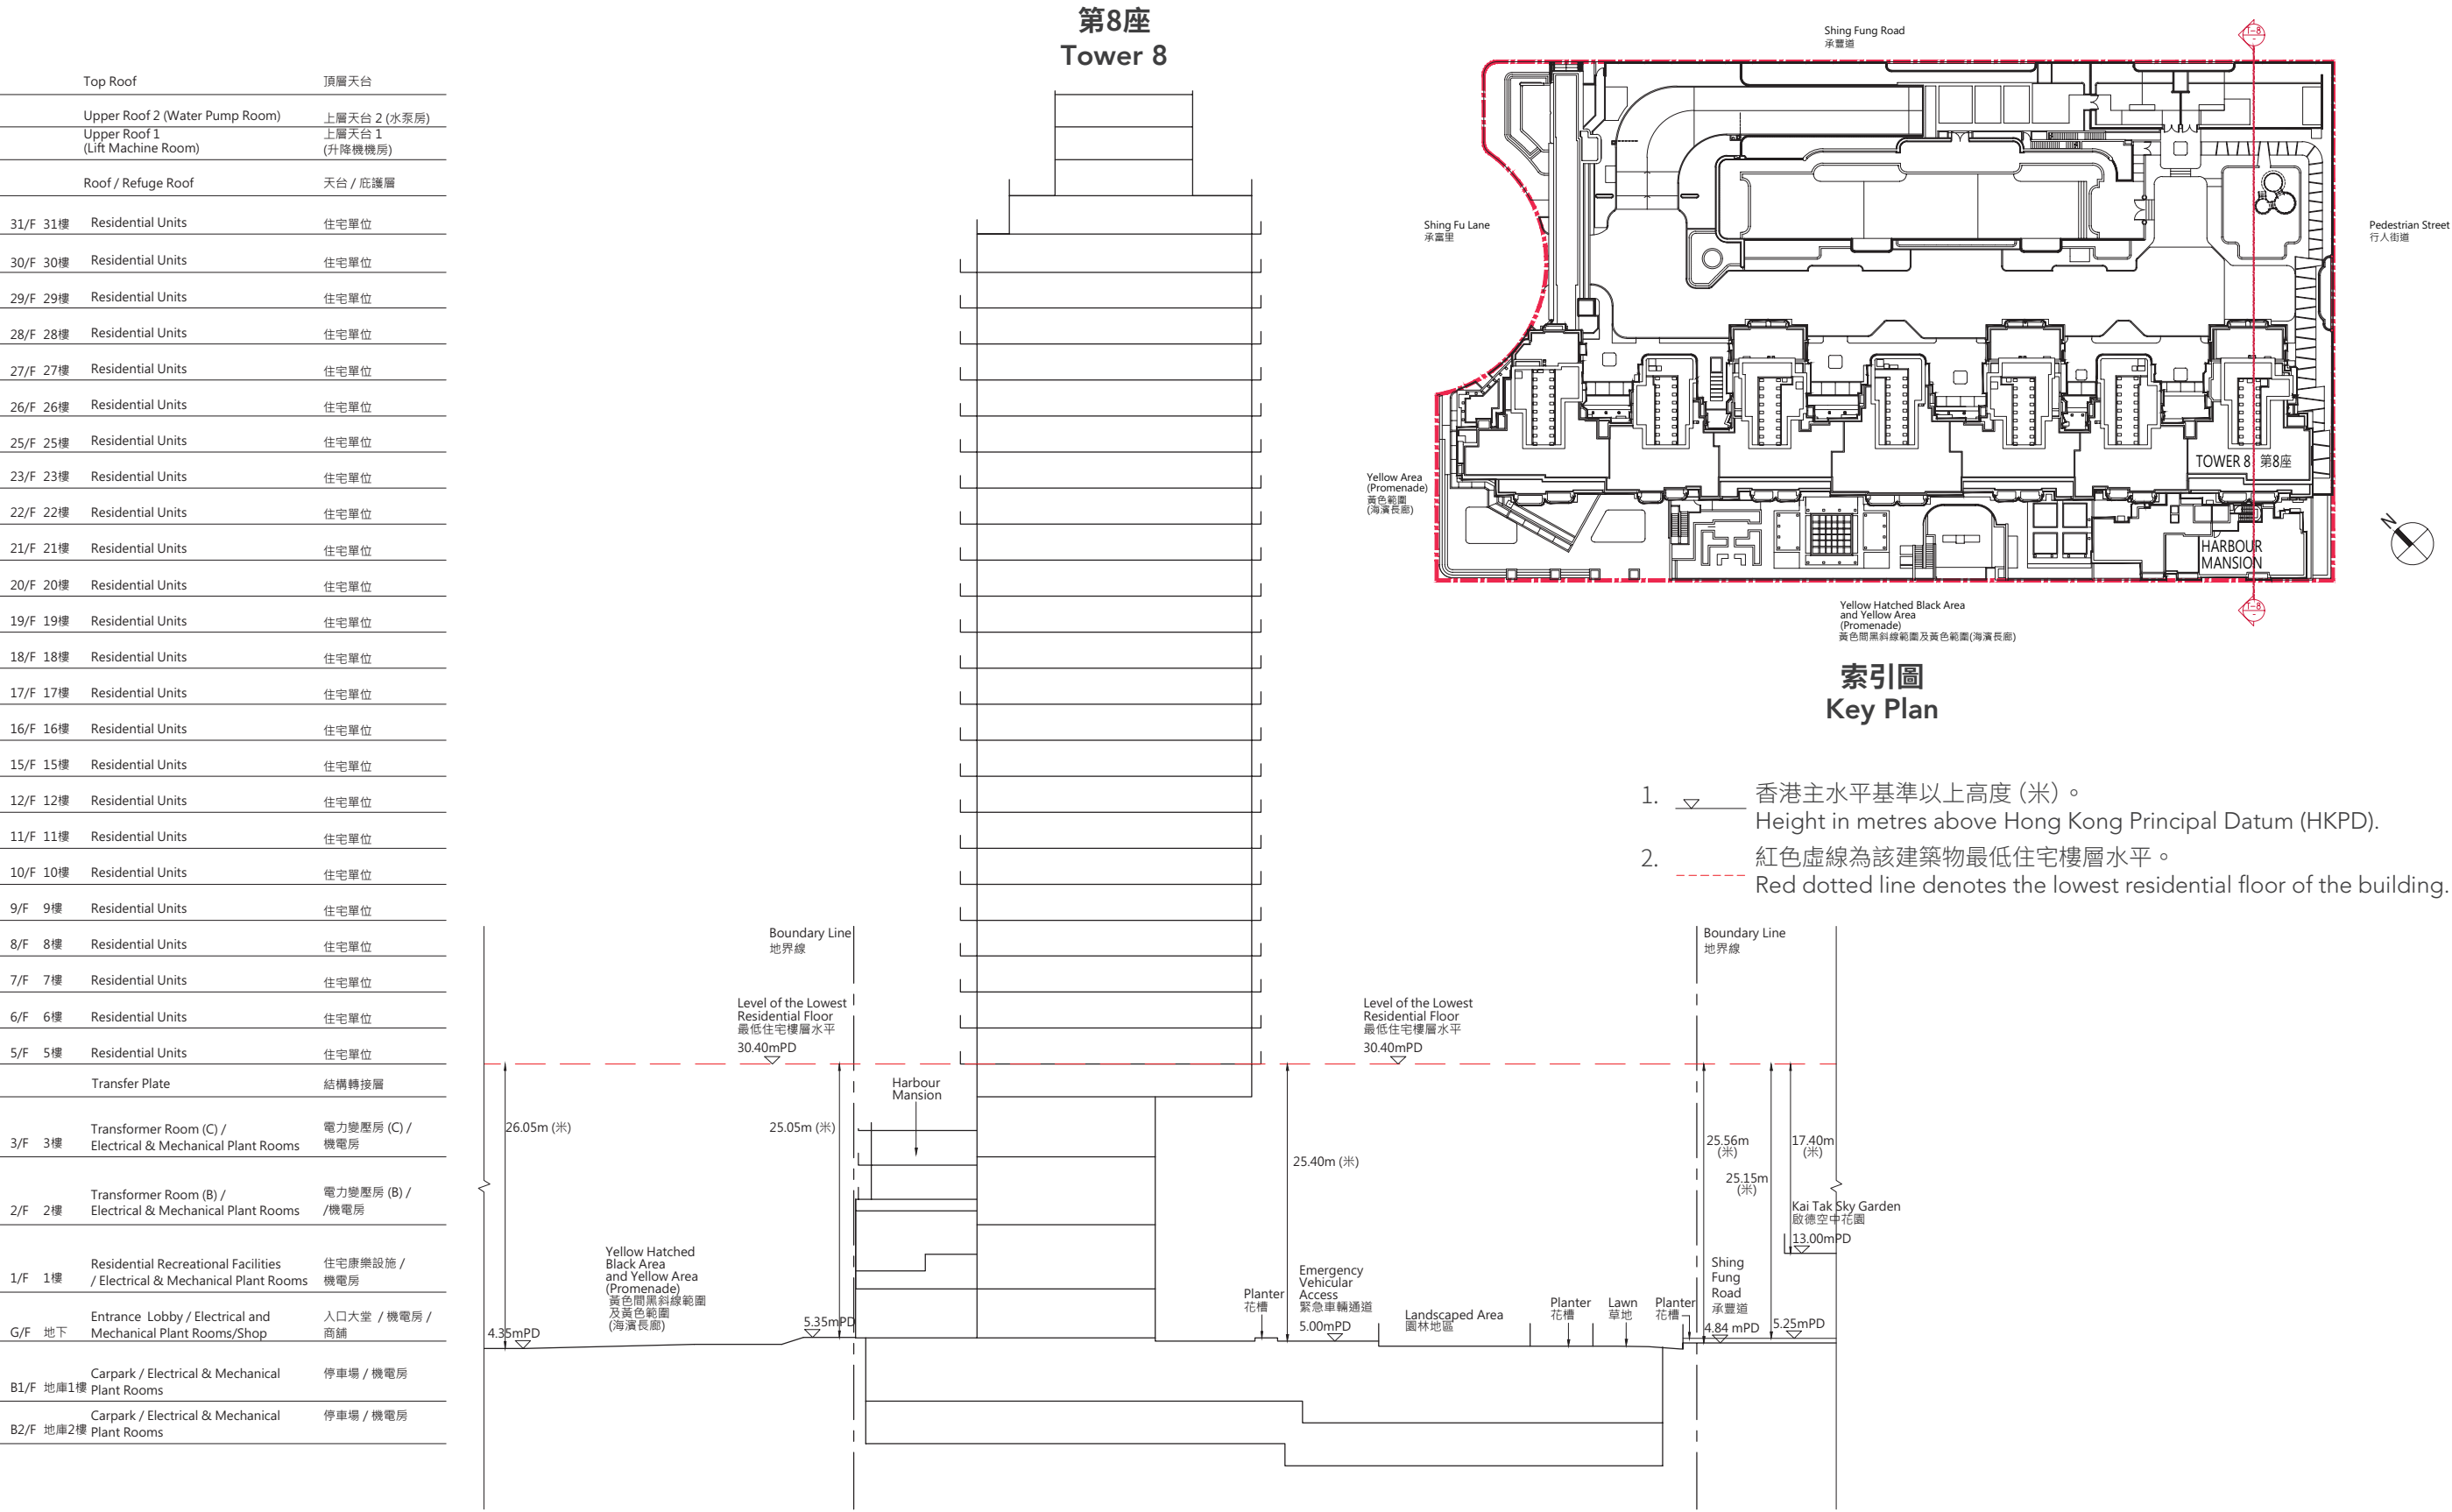 第8座
Tower 8
Top Roof 頂層天台
Upper Roof 2 (Water Pump Room) 上層天台 2 (水泵房)
Upper Roof 1 上層天台 1
(Lift Machine Room) (升降機機房)
Roof / Refuge Roof 天台 / 庇護層
31/F 31樓 Residential Units 住宅單位
30/F 30樓 Residential Units 住宅單位
29/F 29樓 Residential Units 住宅單位
28/F 28樓 Residential Units 住宅單位
27/F 27樓 Residential Units 住宅單位
26/F 26樓 Residential Units 住宅單位
25/F 25樓 Residential Units 住宅單位
23/F 23樓 Residential Units 住宅單位
22/F 22樓 Residential Units 住宅單位
21/F 21樓 Residential Units 住宅單位
20/F 20樓 Residential Units 住宅單位
19/F 19樓 Residential Units 住宅單位
18/F 18樓 Residential Units 住宅單位
17/F 17樓 Residential Units 住宅單位
16/F 16樓 Residential Units 住宅單位
15/F 15樓 Residential Units 住宅單位
12/F 12樓 Residential Units 住宅單位
11/F 11樓 Residential Units 住宅單位
10/F 10樓 Residential Units 住宅單位
9/F 9樓 Residential Units 住宅單位
8/F 8樓 Residential Units 住宅單位
7/F 7樓 Residential Units 住宅單位
6/F 6樓 Residential Units 住宅單位
5/F 5樓 Residential Units 住宅單位
Transfer Plate 結構轉接層
Transformer Room (C) / 電力變壓房 (C) /
3/F 3樓 Electrical & Mechanical Plant Rooms 機電房
Transformer Room (B) / 電力變壓房 (B) /
2/F 2樓 Electrical & Mechanical Plant Rooms /機電房
Residential Recreational Facilities 住宅康樂設施 /
1/F 1樓 / Electrical & Mechanical Plant Rooms 機電房
Entrance Lobby / Electrical and 入口大堂 / 機電房 /
G/F 地下 Mechanical Plant Rooms/Shop 商舖
Carpark / Electrical & Mechanical 停車場 / 機電房
B1/F 地庫1樓 Plant Rooms
Carpark / Electrical & Mechanical 停車場 / 機電房
B2/F 地庫2樓 Plant Rooms
Boundary Line
地界線
Level of the Lowest
Residential Floor
最低住宅樓層水平
30.40mPD
Harbour
Mansion
26.05m (米)
25.05m (米)
Yellow Hatched
Black Area
and Yellow Area
(Promenade)
黃色間黑斜線範圍
及黃色範圍
(海濱長廊)
4.35mPD
5.35mPD
Boundary Line
地界線
Level of the Lowest
Residential Floor
最低住宅樓層水平
30.40mPD
25.40m (米)
25.56m
(米)
17.40m
(米)
25.15m
(米)
Kai Tak Sky Garden
啟德空中花園
13.00mPD
Planter
花槽
Emergency
Vehicular
Access
緊急車輛通道
5.00mPD
Landscaped Area
園林地區
Planter
花槽
Lawn
草地
Planter
花槽
Shing
Fung
Road
承豐道
4.84 mPD
5.25mPD
Shing Fung Road
承豐道
T-8
Shing Fu Lane
承富里
Pedestrian Street
行人街道
Yellow Area
(Promenade)
黃色範圍
(海濱長廊)
TOWER 8 第8座
HARBOUR
MANSION
N
T-8
Yellow Hatched Black Area
and Yellow Area
(Promenade)
黃色間黑斜線範圍及黃色範圍(海濱長廊)
索引圖
Key Plan
1. 香港主水平基準以上高度 (米)。
Height in metres above Hong Kong Principal Datum (HKPD).
2. 紅色虛線為該建築物最低住宅樓層水平。
Red dotted line denotes the lowest residential floor of the building.